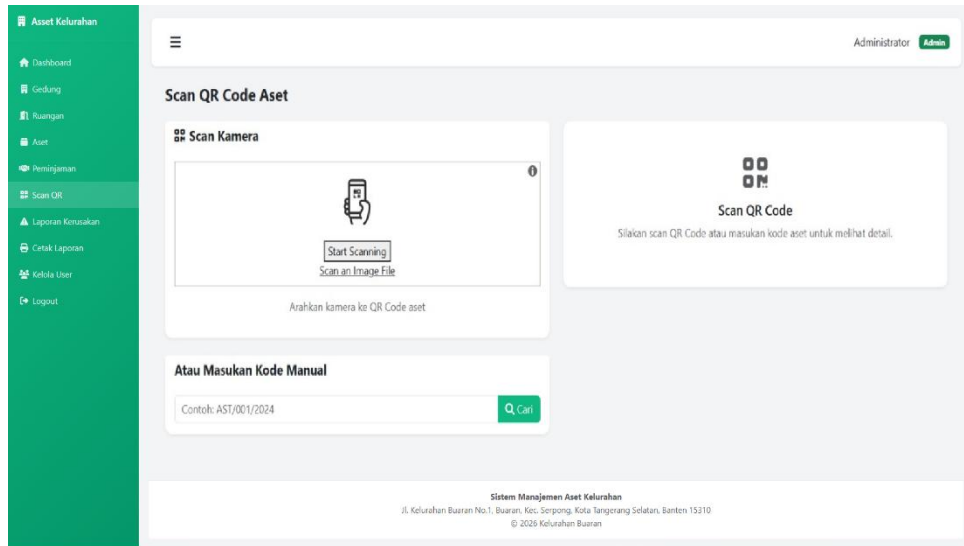 Asset Kelurahan
Dashboard
Gedung
Ruangan
Aset
Peminjaman
Scan QR
Laporan Kerusakan
Cetak Laporan
Kelola User
Logout
Administrator Admin
Scan QR Code Aset
Scan Kamera
Start Scanning
Scan an Image File
Arahkan kamera ke QR Code aset
Scan QR Code
Silakan scan QR Code atau masukan kode aset untuk melihat detail.
Atau Masukan Kode Manual
Contoh: AST/001/2024
Cari
Sistem Manajemen Aset Kelurahan
Jl. Kelurahan Buaran No.1, Buaran, Kec. Serpong, Kota Tangerang Selatan, Banten 15310
© 2026 Kelurahan Buaran